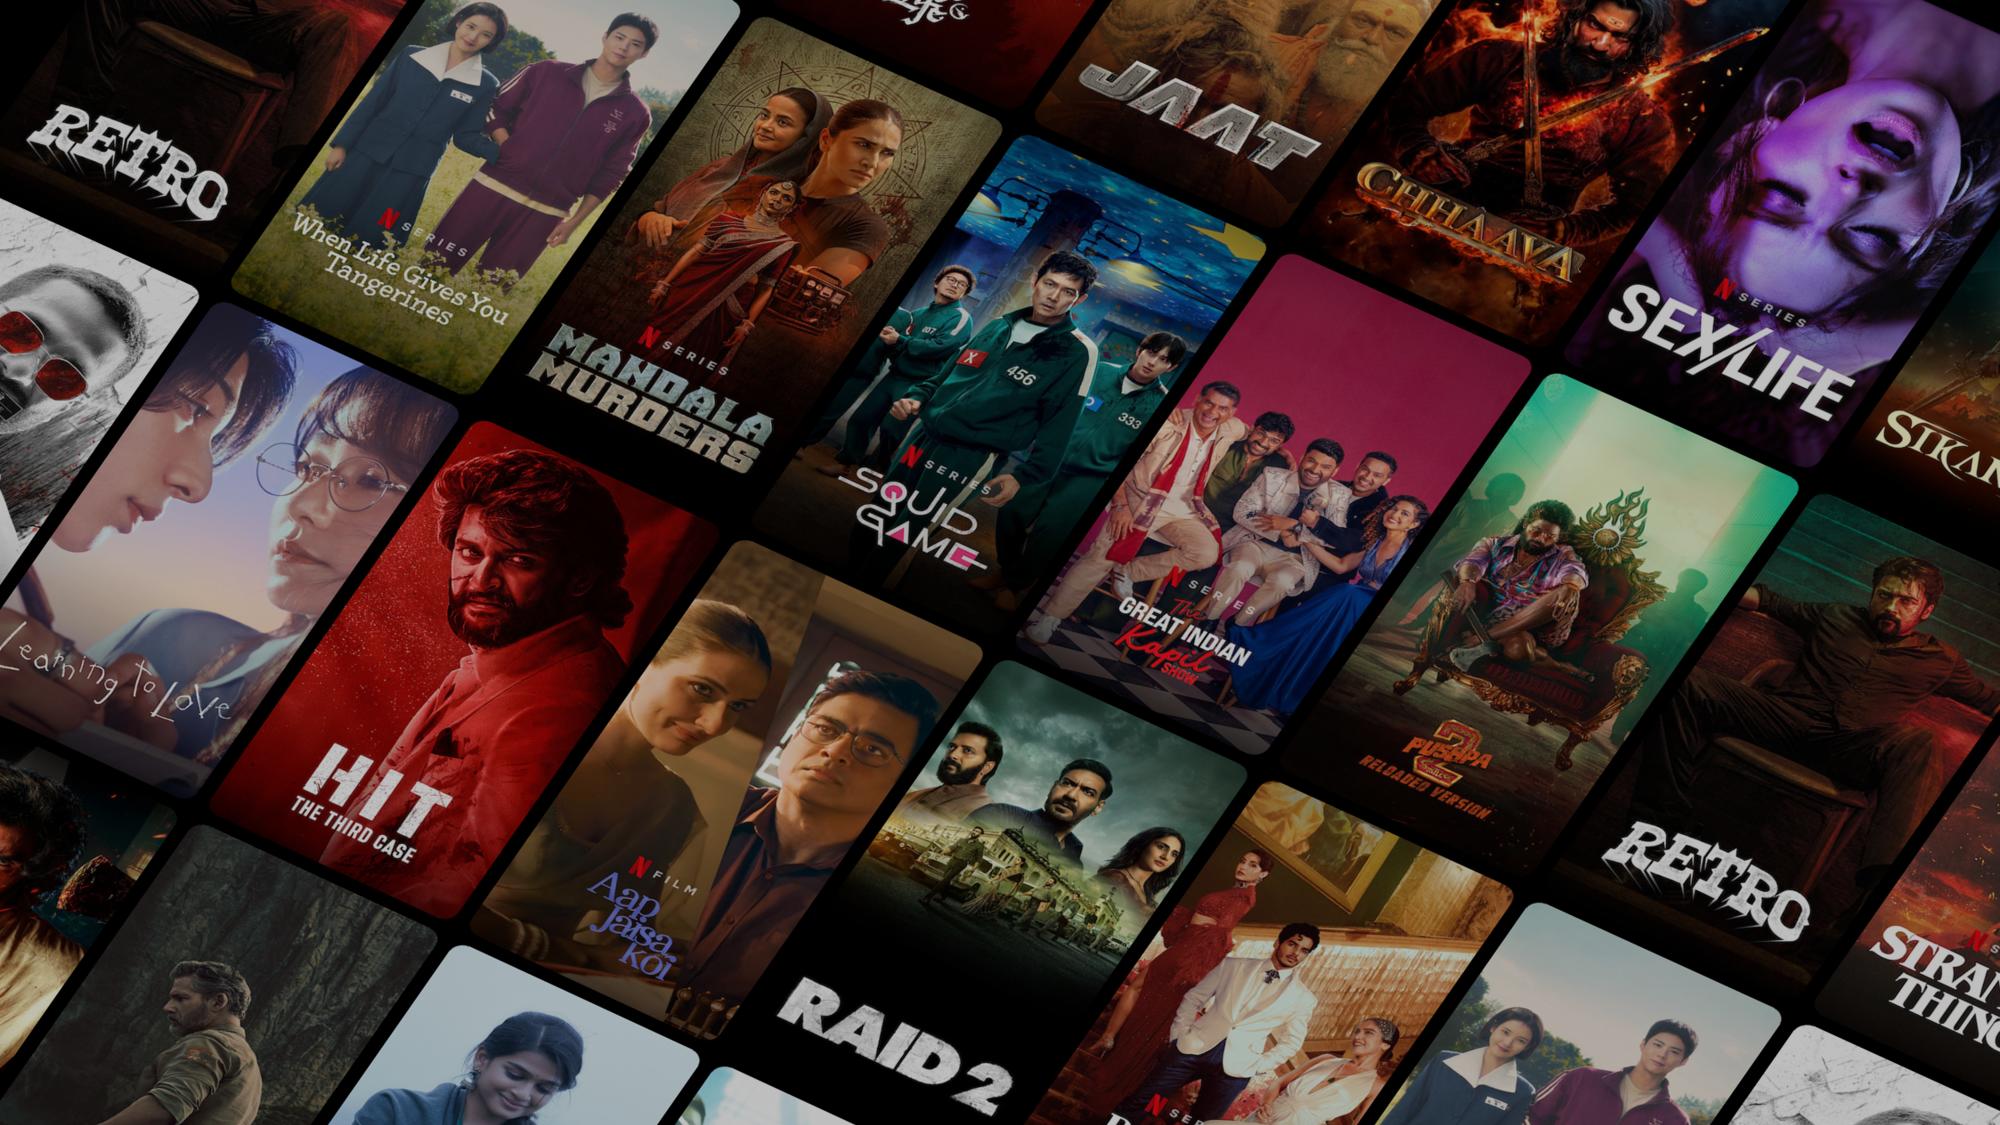 Life
JAAT
CHHAAVA
RETRO
N SERIES
When Life Gives You
Tangerines
N SERIES
MANDALA
MURDERS
007
456
333
X
N SERIES
SQUID
GAME
N SERIES
SEX/LIFE
N SERIES
The
GREAT INDIAN
Kapil
SHOW
Learning to Love
HIT
THE THIRD CASE
N FILM
Aap
Jaisa
Koi
PUSHPA
2
RELOADED VERSION
RETRO
RAID 2
N
N